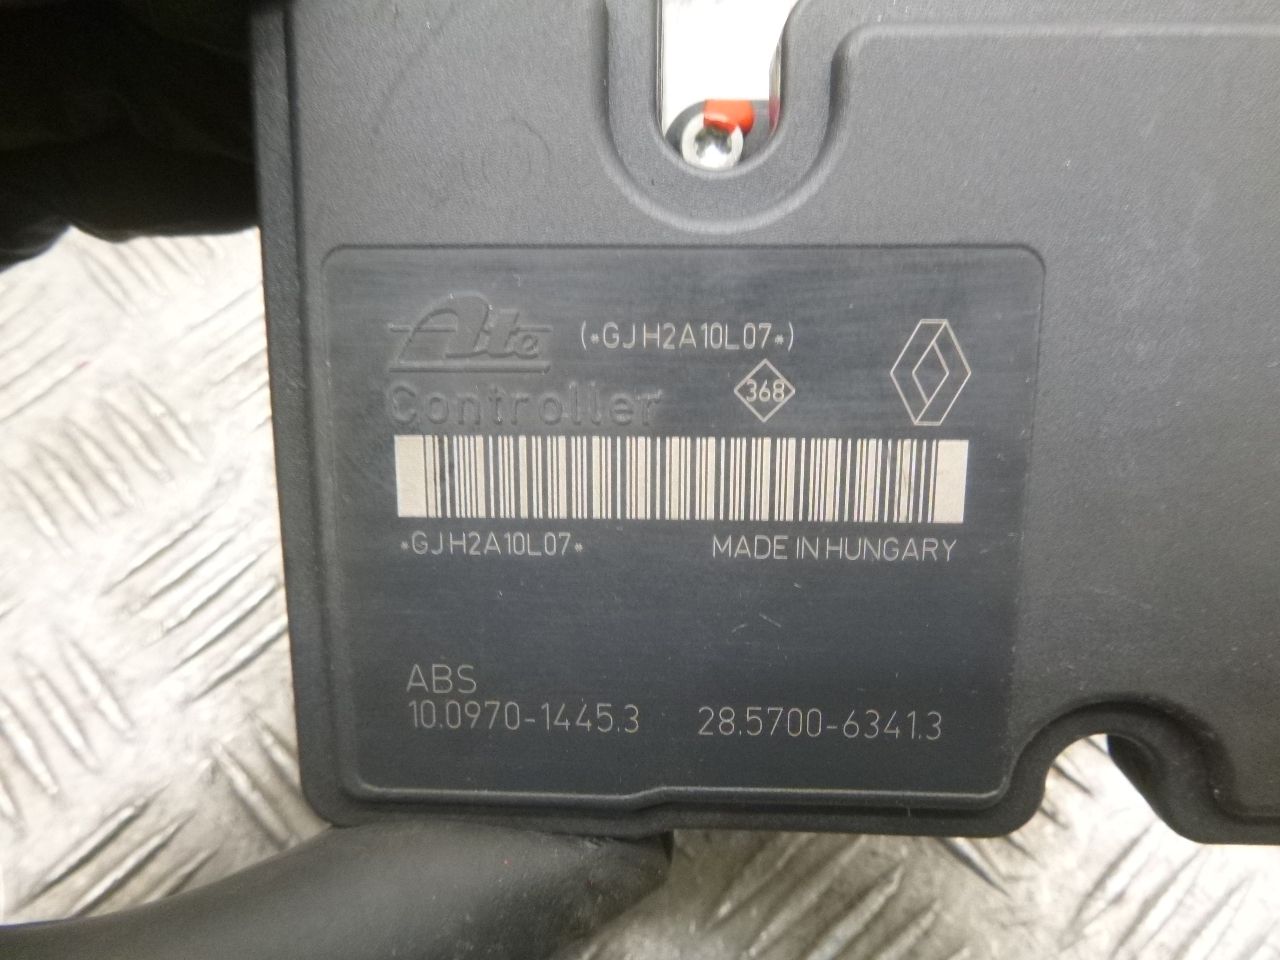 Ate (*GJH2A10L07*)
Controller 368
*GJH2A10L07* MADE IN HUNGARY
ABS
10.0970-1445.3 28.5700-6341.3